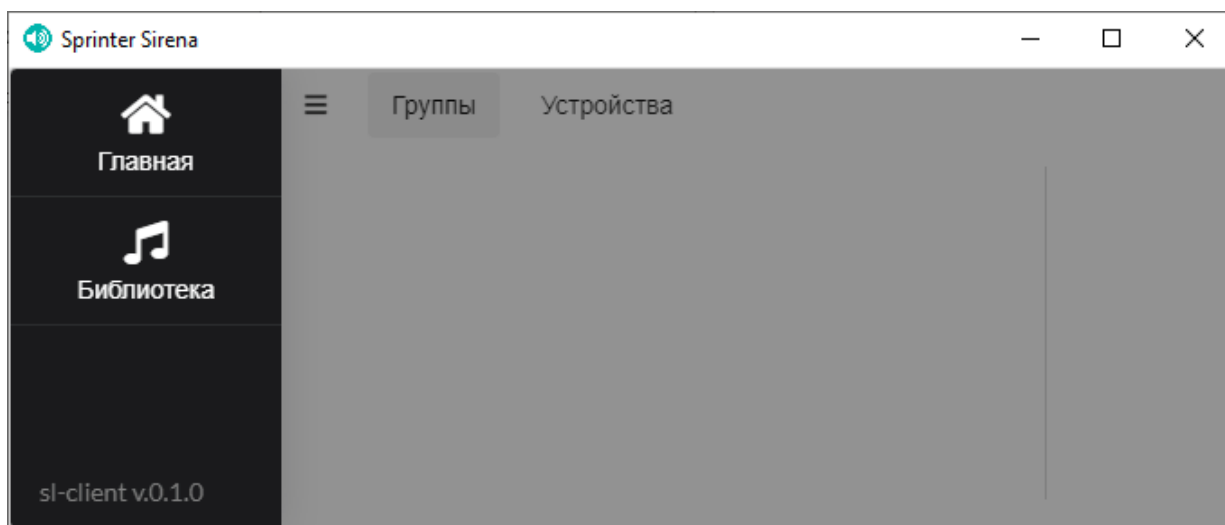 Sprinter Sirena
Главная
Группы Устройства
Библиотека
sl-client v.0.1.0